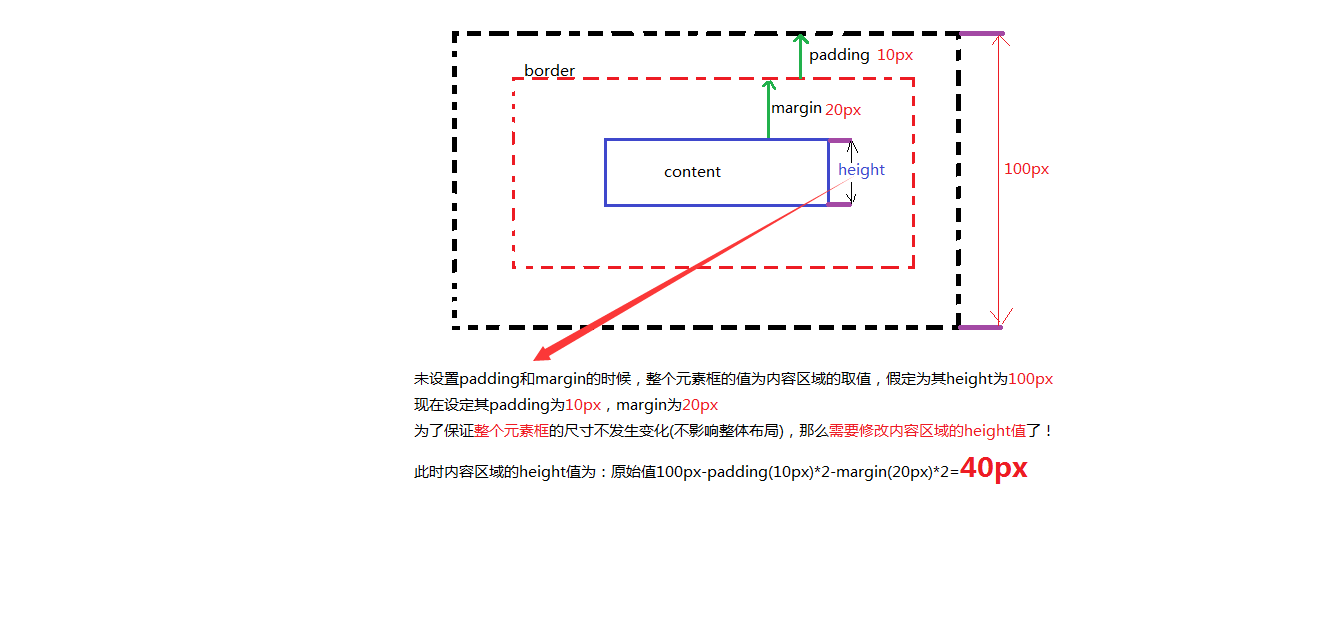 padding 10px
border
margin 20px
content
height
100px
未设置padding和margin的时候，整个元素框的值为内容区域的取值，假定为其height为100px
现在设定其padding为10px，margin为20px
为了保证整个元素框的尺寸不发生变化(不影响整体布局)，那么需要修改内容区域的height值了！
此时内容区域的height值为：原始值100px-padding(10px)*2-margin(20px)*2=40px